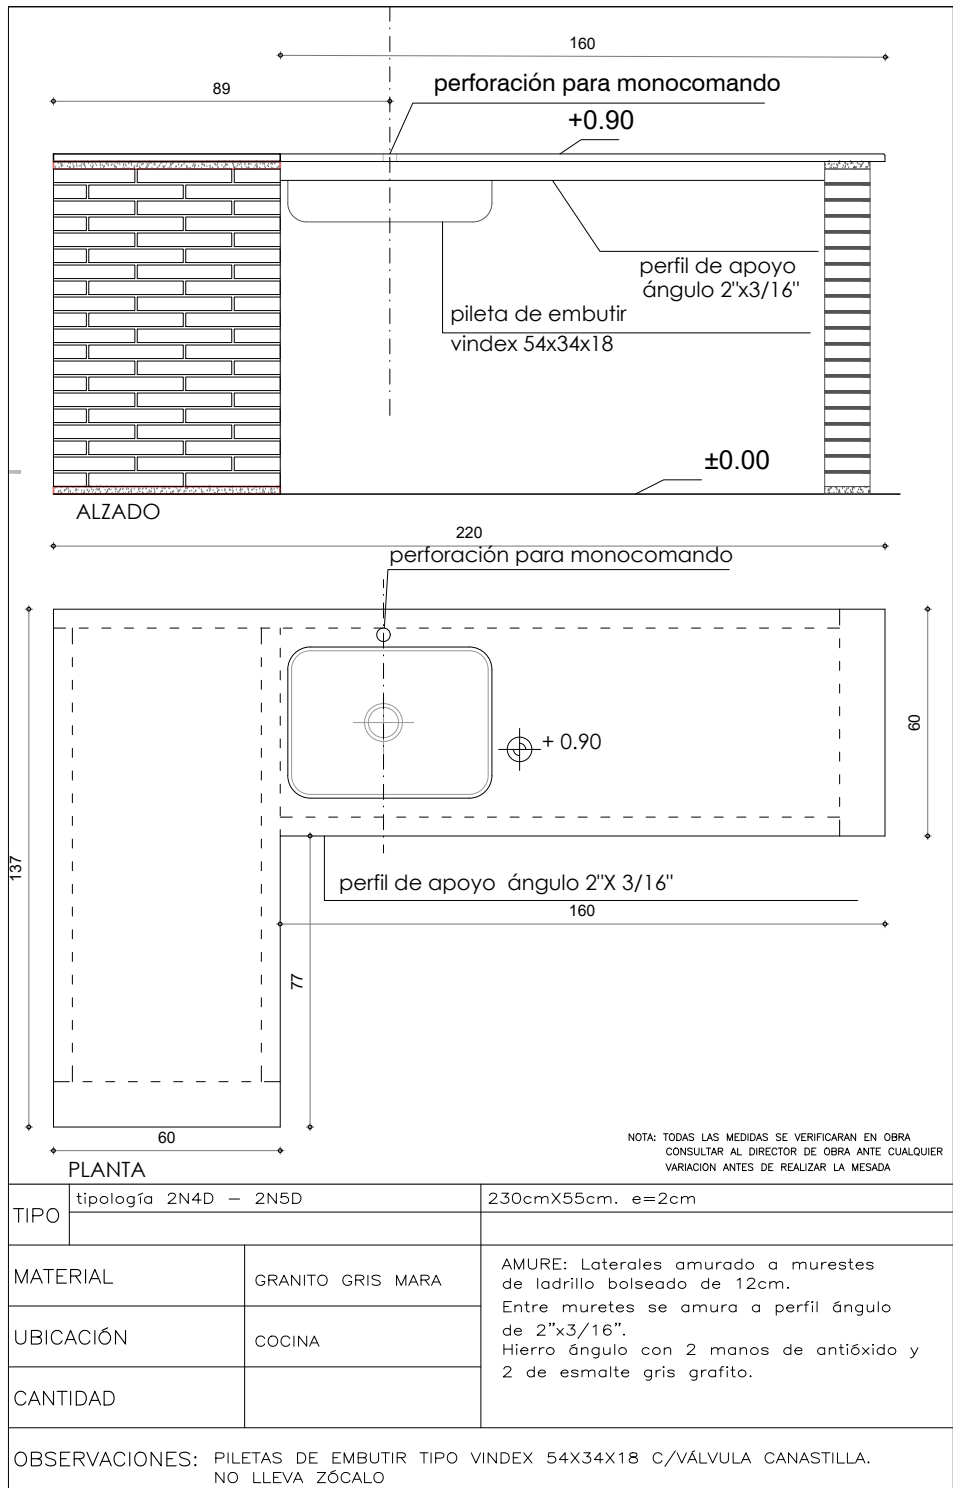 160
89
perforación para monocomando
+0.90
perfil de apoyo
ángulo 2"x3/16"
pileta de embutir
vindex 54x34x18
±0.00
ALZADO
220
perforación para monocomando
60
+ 0.90
137
perfil de apoyo ángulo 2"X 3/16"
160
77
60
PLANTA
NOTA: TODAS LAS MEDIDAS SE VERIFICARAN EN OBRA
CONSULTAR AL DIRECTOR DE OBRA ANTE CUALQUIER
VARIACION ANTES DE REALIZAR LA MESADA
TIPO
tipología 2N4D – 2N5D
230cmX55cm. e=2cm
MATERIAL
GRANITO GRIS MARA
UBICACIÓN
COCINA
CANTIDAD
AMURE: Laterales amurado a murestes
de ladrillo bolseado de 12cm.
Entre muretes se amura a perfil ángulo
de 2"x3/16".
Hierro ángulo con 2 manos de antióxido y
2 de esmalte gris grafito.
OBSERVACIONES: PILETAS DE EMBUTIR TIPO VINDEX 54X34X18 C/VÁLVULA CANASTILLA.
NO LLEVA ZÓCALO